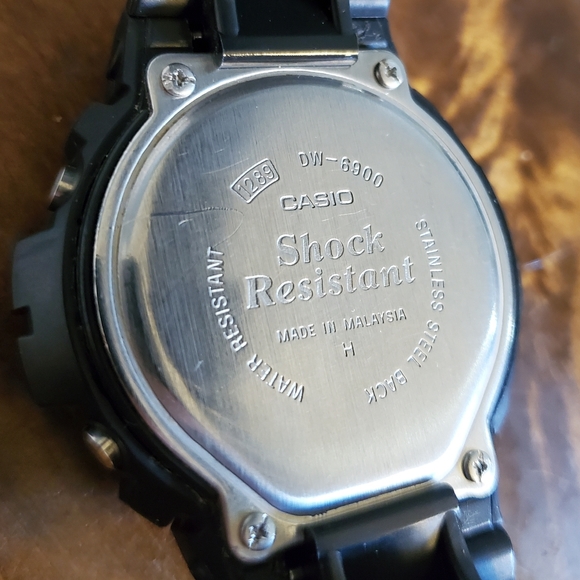 1289
DW-6900
CASIO
Shock
Resistant
MADE IN MALAYSIA
H
WATER RESISTANT
STAINLESS STEEL BACK